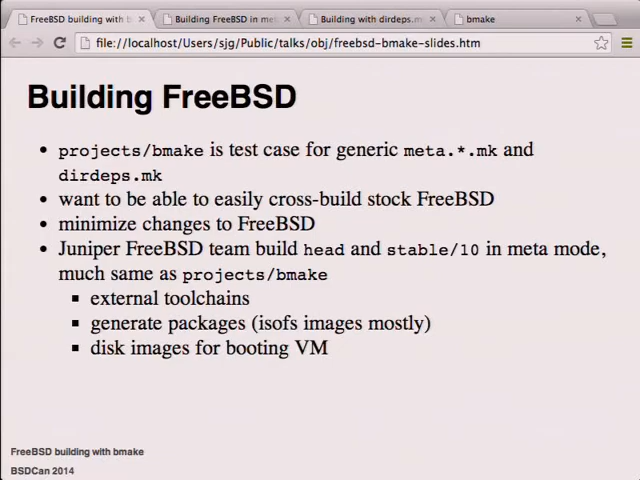 FreeBSD building with b
Building FreeBSD in met
Building with dirdeps.m
bmake
file://localhost/Users/sjg/Public/talks/obj/freebsd-bmake-slides.htm
Building FreeBSD
• projects/bmake is test case for generic meta.*.mk and
dirdeps.mk
• want to be able to easily cross-build stock FreeBSD
• minimize changes to FreeBSD
• Juniper FreeBSD team build head and stable/10 in meta mode,
much same as projects/bmake
▪ external toolchains
▪ generate packages (isofs images mostly)
▪ disk images for booting VM
FreeBSD building with bmake
BSDCan 2014